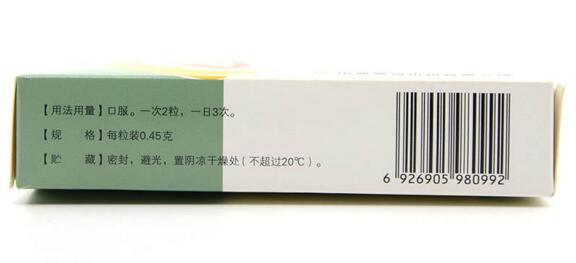 【用法用量】口服。一次2粒，一日3次。
【规　　格】每粒装0.45克
【贮　　藏】密封，避光，置阴凉干燥处（不超过20℃）。
6 926905 980992